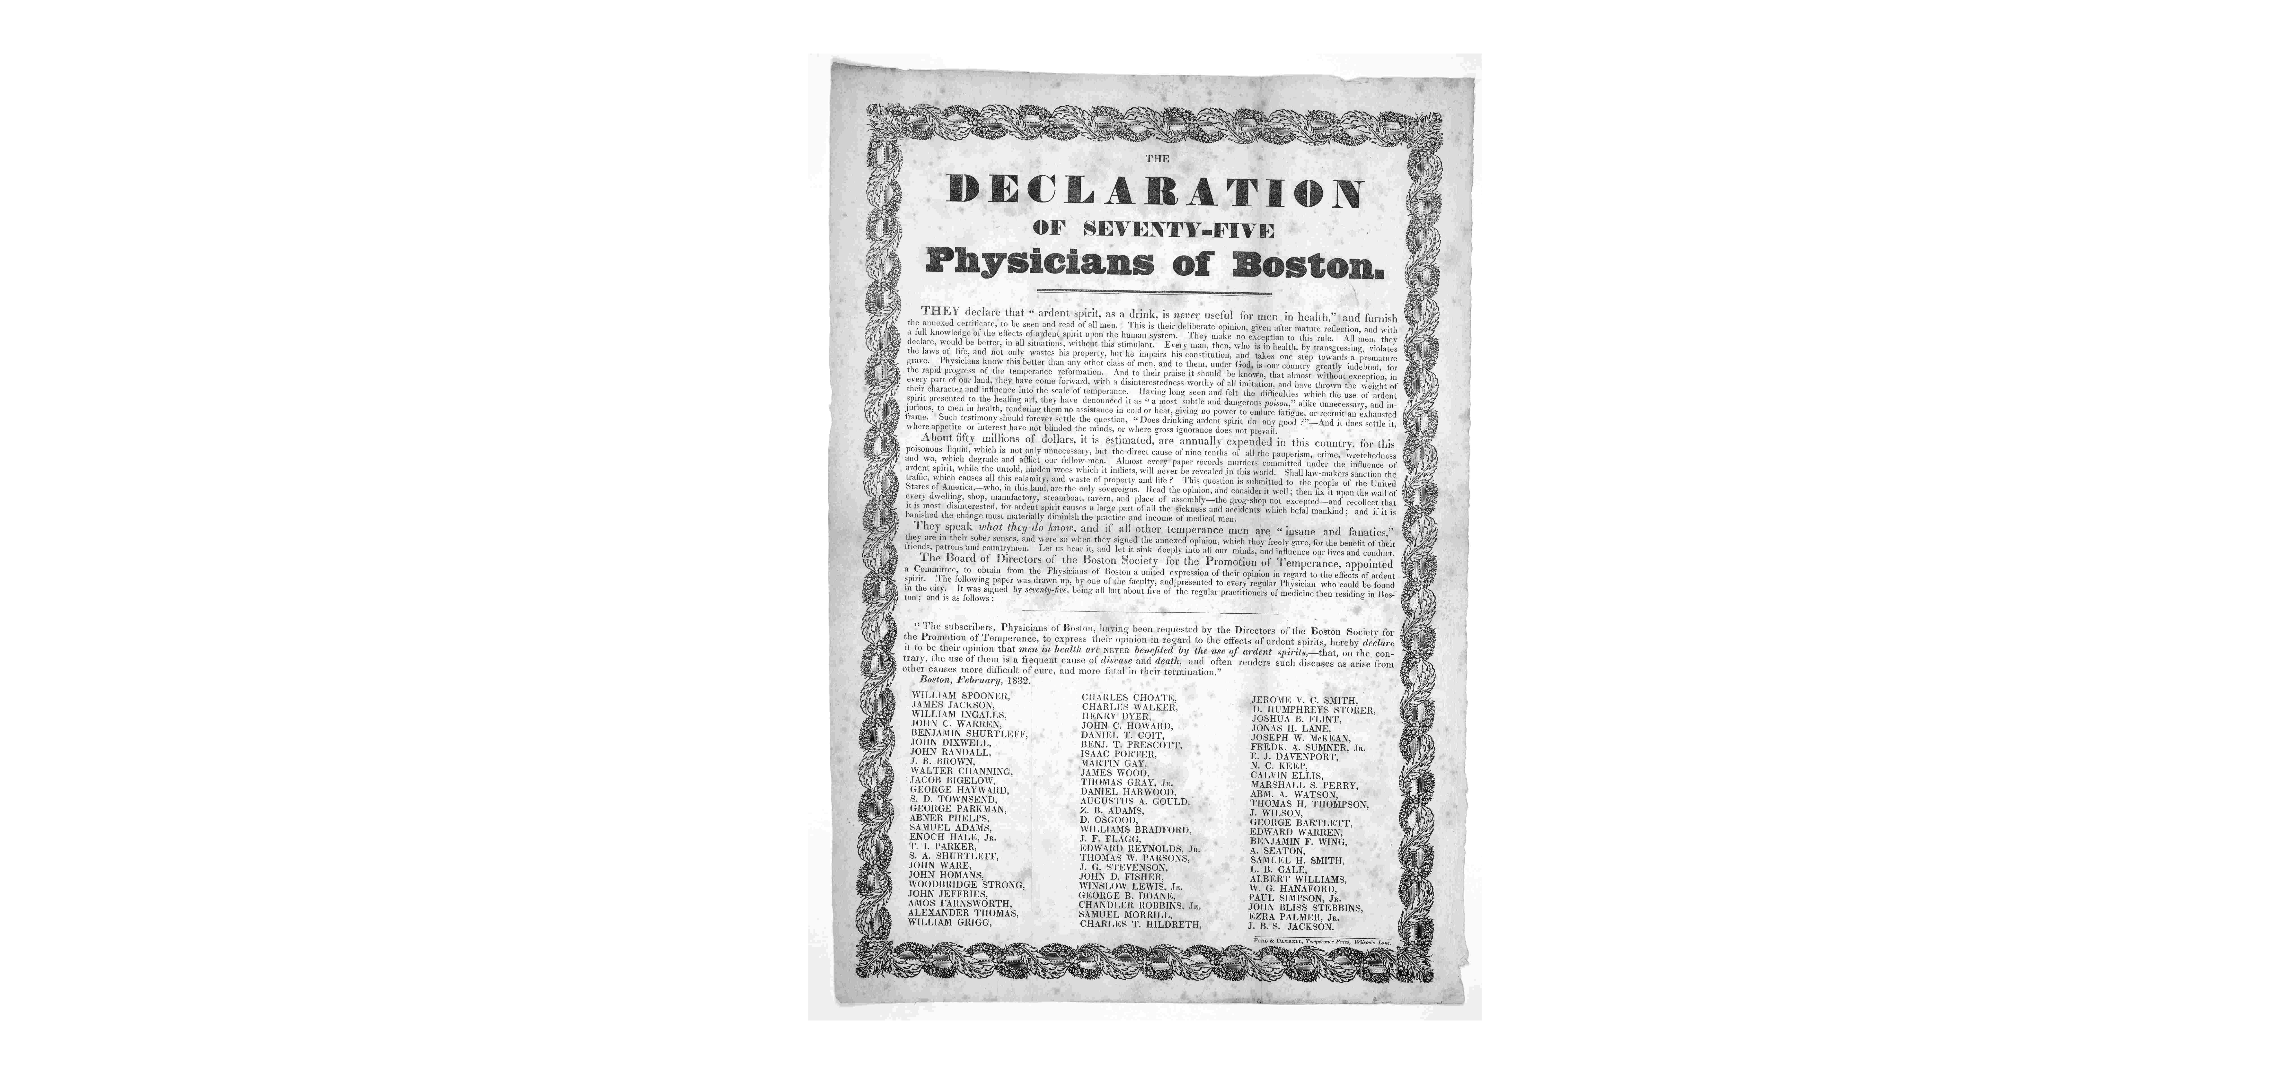 THE
DECLARATION
OF SEVENTY-FIVE
Physicians of Boston.
THEY declare that “ ardent spirit, as a drink, is never useful for men in health,” and furnish
the annexed certificate, to be seen and read of all men. This is their deliberate opinion, given after mature reflection, and with
a full knowledge of the effects of ardent spirit upon the human system. They make no exception to this rule. All men, they
declare, would be better, in all situations, without this stimulant. Every man, then, who is in health, by transgressing, violates
the laws of life, and not only wastes his property, but he impairs his constitution, and takes one step towards a premature
grave. Physicians know this better than any other class of men, and to them, under God, is our country greatly indebted, for
the rapid progress of the temperance reformation. And to their praise it should be known, that almost without exception, in
every part of our land, they have come forward, with a disinterestedness worthy of all imitation, and have thrown the weight of
their character and influence into the scale of temperance. Having long seen and felt the difficulties which the use of ardent
spirit presented to the healing art, they have denounced it as “ a most subtle and dangerous poison,” alike unnecessary, and in-
jurious, to men in health, rendering them no assistance in cold or heat, giving no power to endure fatigue, or recruit an exhausted
frame. Such testimony should forever settle the question, “ Does drinking ardent spirit do any good ?”—And it does settle it,
where appetite or interest have not blinded the minds, or where gross ignorance does not prevail.
About fifty millions of dollars, it is estimated, are annually expended in this country, for this
poisonous liquid, which is not only unnecessary, but the direct cause of nine tenths of all the pauperism, crime, wretchedness
and wo, which degrade and afflict our fellow-men. Almost every paper records murders committed under the influence of
ardent spirit, while the untold, hidden woes which it inflicts, will never be revealed in this world. Shall law-makers sanction the
traffic, which causes all this calamity, and waste of property and life ? This question is submitted to the people of the United
States of America,—who, in this land, are the only sovereigns. Read the opinion, and consider it well ; then fix it upon the wall of
every dwelling, shop, manufactory, steamboat, tavern, and place of assembly—the grog-shop not excepted—and recollect that
it is most disinterested, for ardent spirit causes a large part of all the sickness and accidents which befal mankind ; and if it is
banished the change must materially diminish the practice and income of medical men.
They speak what they do know, and if all other temperance men are “ insane and fanatics,”
they are in their sober senses, and were so when they signed the annexed opinion, which they freely gave, for the benefit of their
friends, patrons and countrymen. Let us hear it, and let it sink deeply into all our minds, and influence our lives and conduct.
The Board of Directors of the Boston Society for the Promotion of Temperance, appointed
a Committee, to obtain from the Physicians of Boston a united expression of their opinion in regard to the effects of ardent
spirit. The following paper was drawn up, by one of the faculty, and presented to every regular Physician who could be found
in the city. It was signed by seventy-five, being all but about five of the regular practitioners of medicine then residing in Bos-
ton ; and is as follows :
“ The subscribers, Physicians of Boston, having been requested by the Directors of the Boston Society for
the Promotion of Temperance, to express their opinion in regard to the effects of ardent spirits, hereby declare
it to be their opinion that men in health are NEVER benefited by the use of ardent spirits,—that, on the con-
trary, the use of them is a frequent cause of disease and death, and often renders such diseases as arise from
other causes more difficult of cure, and more fatal in their termination.”
Boston, February, 1832.
WILLIAM SPOONER,
JAMES JACKSON,
WILLIAM INGALLS,
JOHN C. WARREN,
BENJAMIN SHURTLEFF,
JOHN DIXWELL,
JOHN RANDALL,
J. B. BROWN,
WALTER CHANNING,
JACOB BIGELOW,
GEORGE HAYWARD,
S. D. TOWNSEND,
GEORGE PARKMAN,
ABNER PHELPS,
SAMUEL ADAMS,
ENOCH HALE, Jr.
PARKER,
S. A. SHURTLEFF,
JOHN WARE,
JOHN HOMANS,
WOODBRIDGE STRONG,
JOHN JEFFRIES,
AMOS FARNSWORTH,
ALEXANDER THOMAS,
WILLIAM GRIGG,
CHARLES CHOATE,
CHARLES WALKER,
HENRY DYER,
JOHN C. HOWARD,
DANIEL T. COIT,
BENJ. T. PRESCOTT,
ISAAC PORTER,
MARTIN GAY,
JAMES WOOD,
THOMAS GRAY, Jr.
DANIEL HARWOOD,
AUGUSTUS A. GOULD,
Z. B. ADAMS,
D. OSGOOD,
WILLIAMS BRADFORD,
J. F. FLAGG,
EDWARD REYNOLDS, Jr.
THOMAS W. PARSONS,
J. G. STEVENSON,
JOHN D. FISHER,
WINSLOW LEWIS, Jr.
GEORGE B. DOANE,
CHANDLER ROBBINS, Jr.
SAMUEL MORRILL,
CHARLES T. HILDRETH,
JEROME V. C. SMITH,
D. HUMPHREYS STORER,
JOSHUA B. FLINT,
JONAS H. LANE,
JOSEPH W. McKEAN,
FREDK. A. SUMNER, Jr.
E. J. DAVENPORT,
N. C. KEEP,
CALVIN ELLIS,
MARSHALL S. PERRY,
ABM. A. WATSON,
THOMAS H. THOMPSON,
J. WILSON,
GEORGE BARTLETT,
EDWARD WARREN,
BENJAMIN F. WING,
A. SEATON,
SAMUEL H. SMITH,
L. B. GALE,
ALBERT WILLIAMS,
W. G. HANAFORD,
PAUL SIMPSON, Jr.
JOHN BLISS STEBBINS,
EZRA PALMER, Jr.
J. B. S. JACKSON.
Temperance Press, Wilson's Lane.